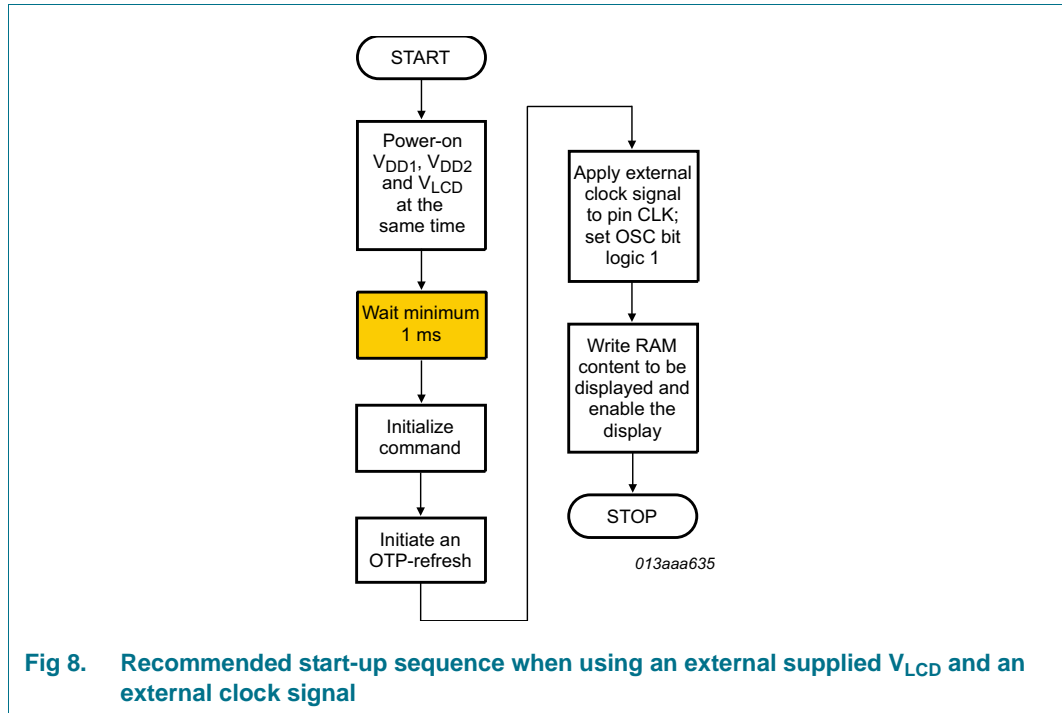 START
Power-on
VDD1, VDD2
and VLCD
at the
same time
Wait minimum
1 ms
Initialize
command
Initiate an
OTP-refresh
Apply external
clock signal
to pin CLK;
set OSC bit
logic 1
Write RAM
content to be
displayed and
enable the
display
STOP
013aaa635
Fig 8. Recommended start-up sequence when using an external supplied VLCD and an
external clock signal